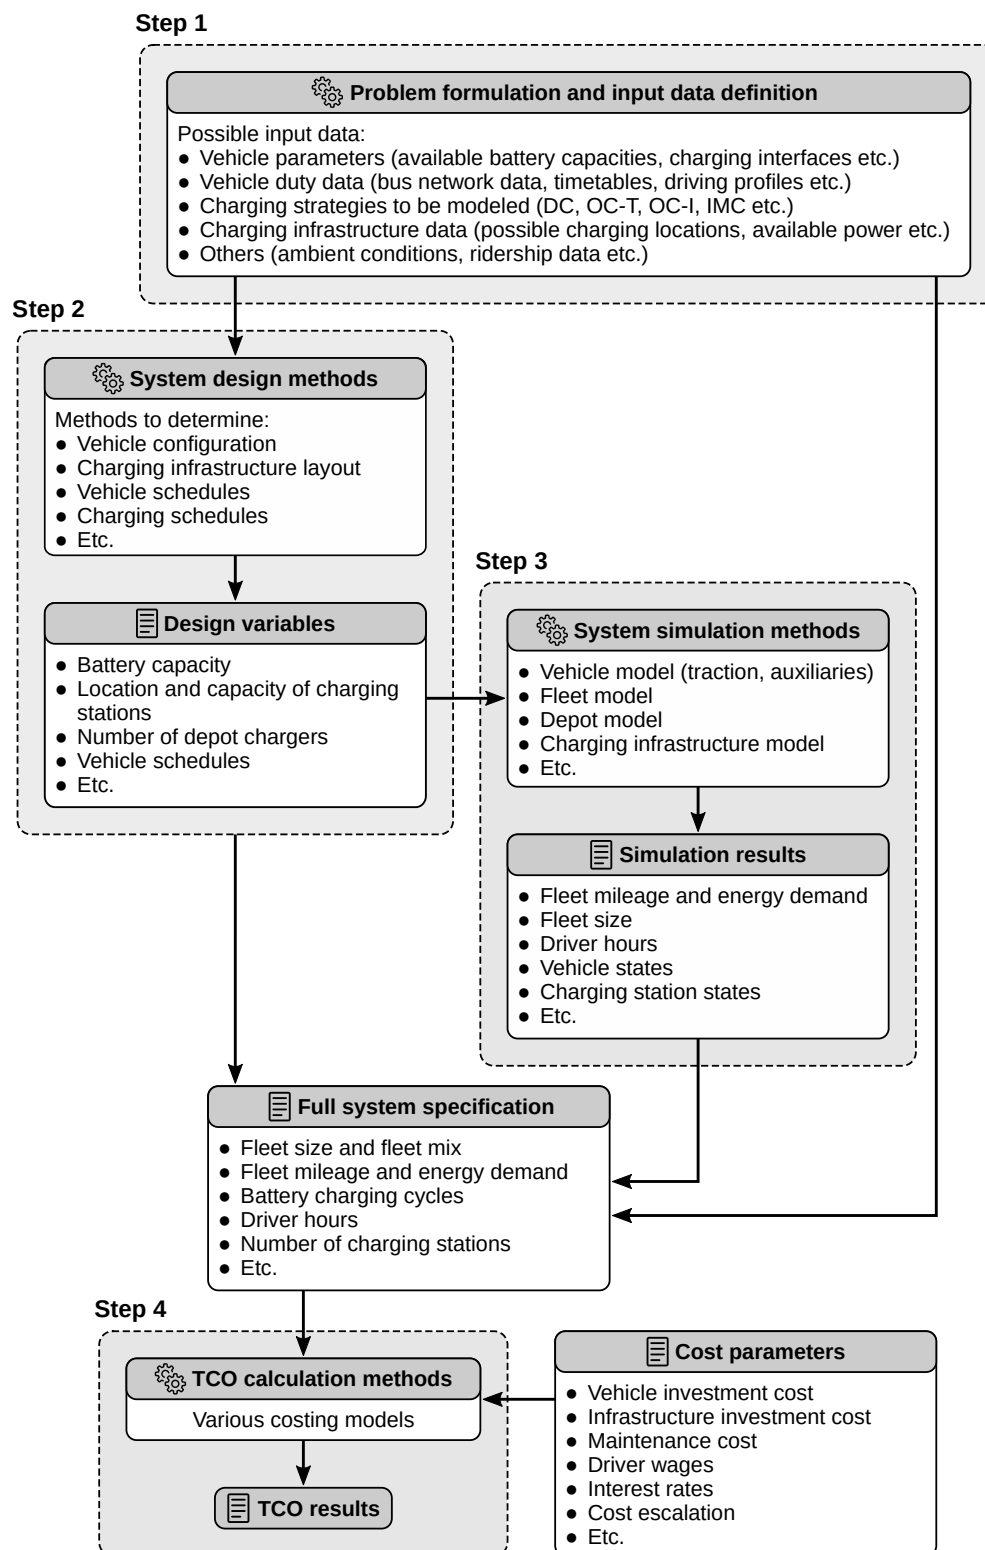 Step 1
Problem formulation and input data definition
Possible input data:
● Vehicle parameters (available battery capacities, charging interfaces etc.)
● Vehicle duty data (bus network data, timetables, driving profiles etc.)
● Charging strategies to be modeled (DC, OC-T, OC-I, IMC etc.)
● Charging infrastructure data (possible charging locations, available power etc.)
● Others (ambient conditions, ridership data etc.)
Step 2
System design methods
Methods to determine:
● Vehicle configuration
● Charging infrastructure layout
● Vehicle schedules
● Charging schedules
● Etc.
Design variables
● Battery capacity
● Location and capacity of charging
stations
● Number of depot chargers
● Vehicle schedules
● Etc.
Step 3
System simulation methods
● Vehicle model (traction, auxiliaries)
● Fleet model
● Depot model
● Charging infrastructure model
● Etc.
Simulation results
● Fleet mileage and energy demand
● Fleet size
● Driver hours
● Vehicle states
● Charging station states
● Etc.
Full system specification
● Fleet size and fleet mix
● Fleet mileage and energy demand
● Battery charging cycles
● Driver hours
● Number of charging stations
● Etc.
Step 4
TCO calculation methods
Various costing models
TCO results
Cost parameters
● Vehicle investment cost
● Infrastructure investment cost
● Maintenance cost
● Driver wages
● Interest rates
● Cost escalation
● Etc.